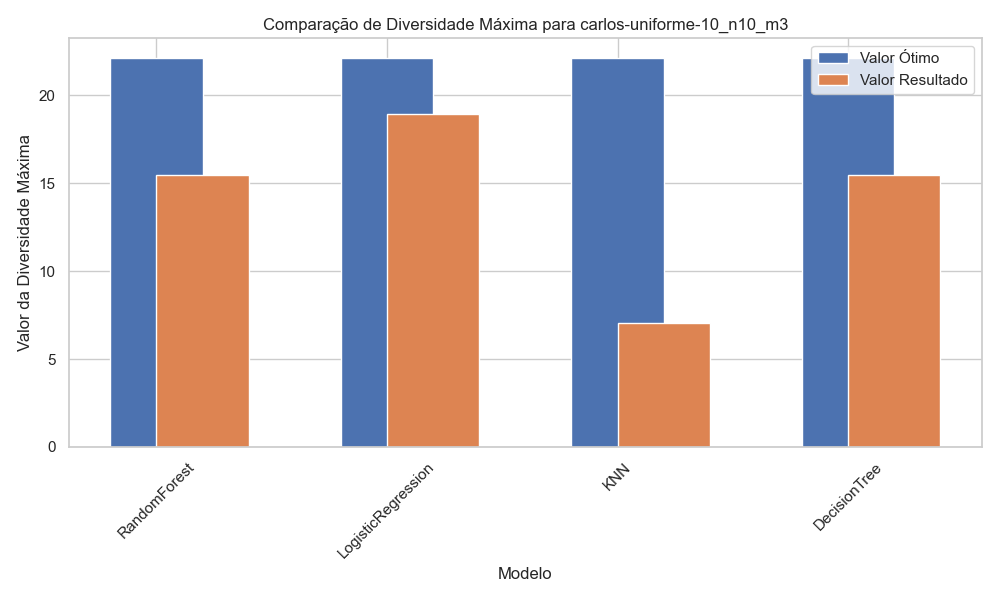 Comparação de Diversidade Máxima para carlos-uniforme-10_n10_m3
Valor Ótimo
Valor Resultado
Valor da Diversidade Máxima
20
15
10
5
0
RandomForest
LogisticRegression
KNN
DecisionTree
Modelo